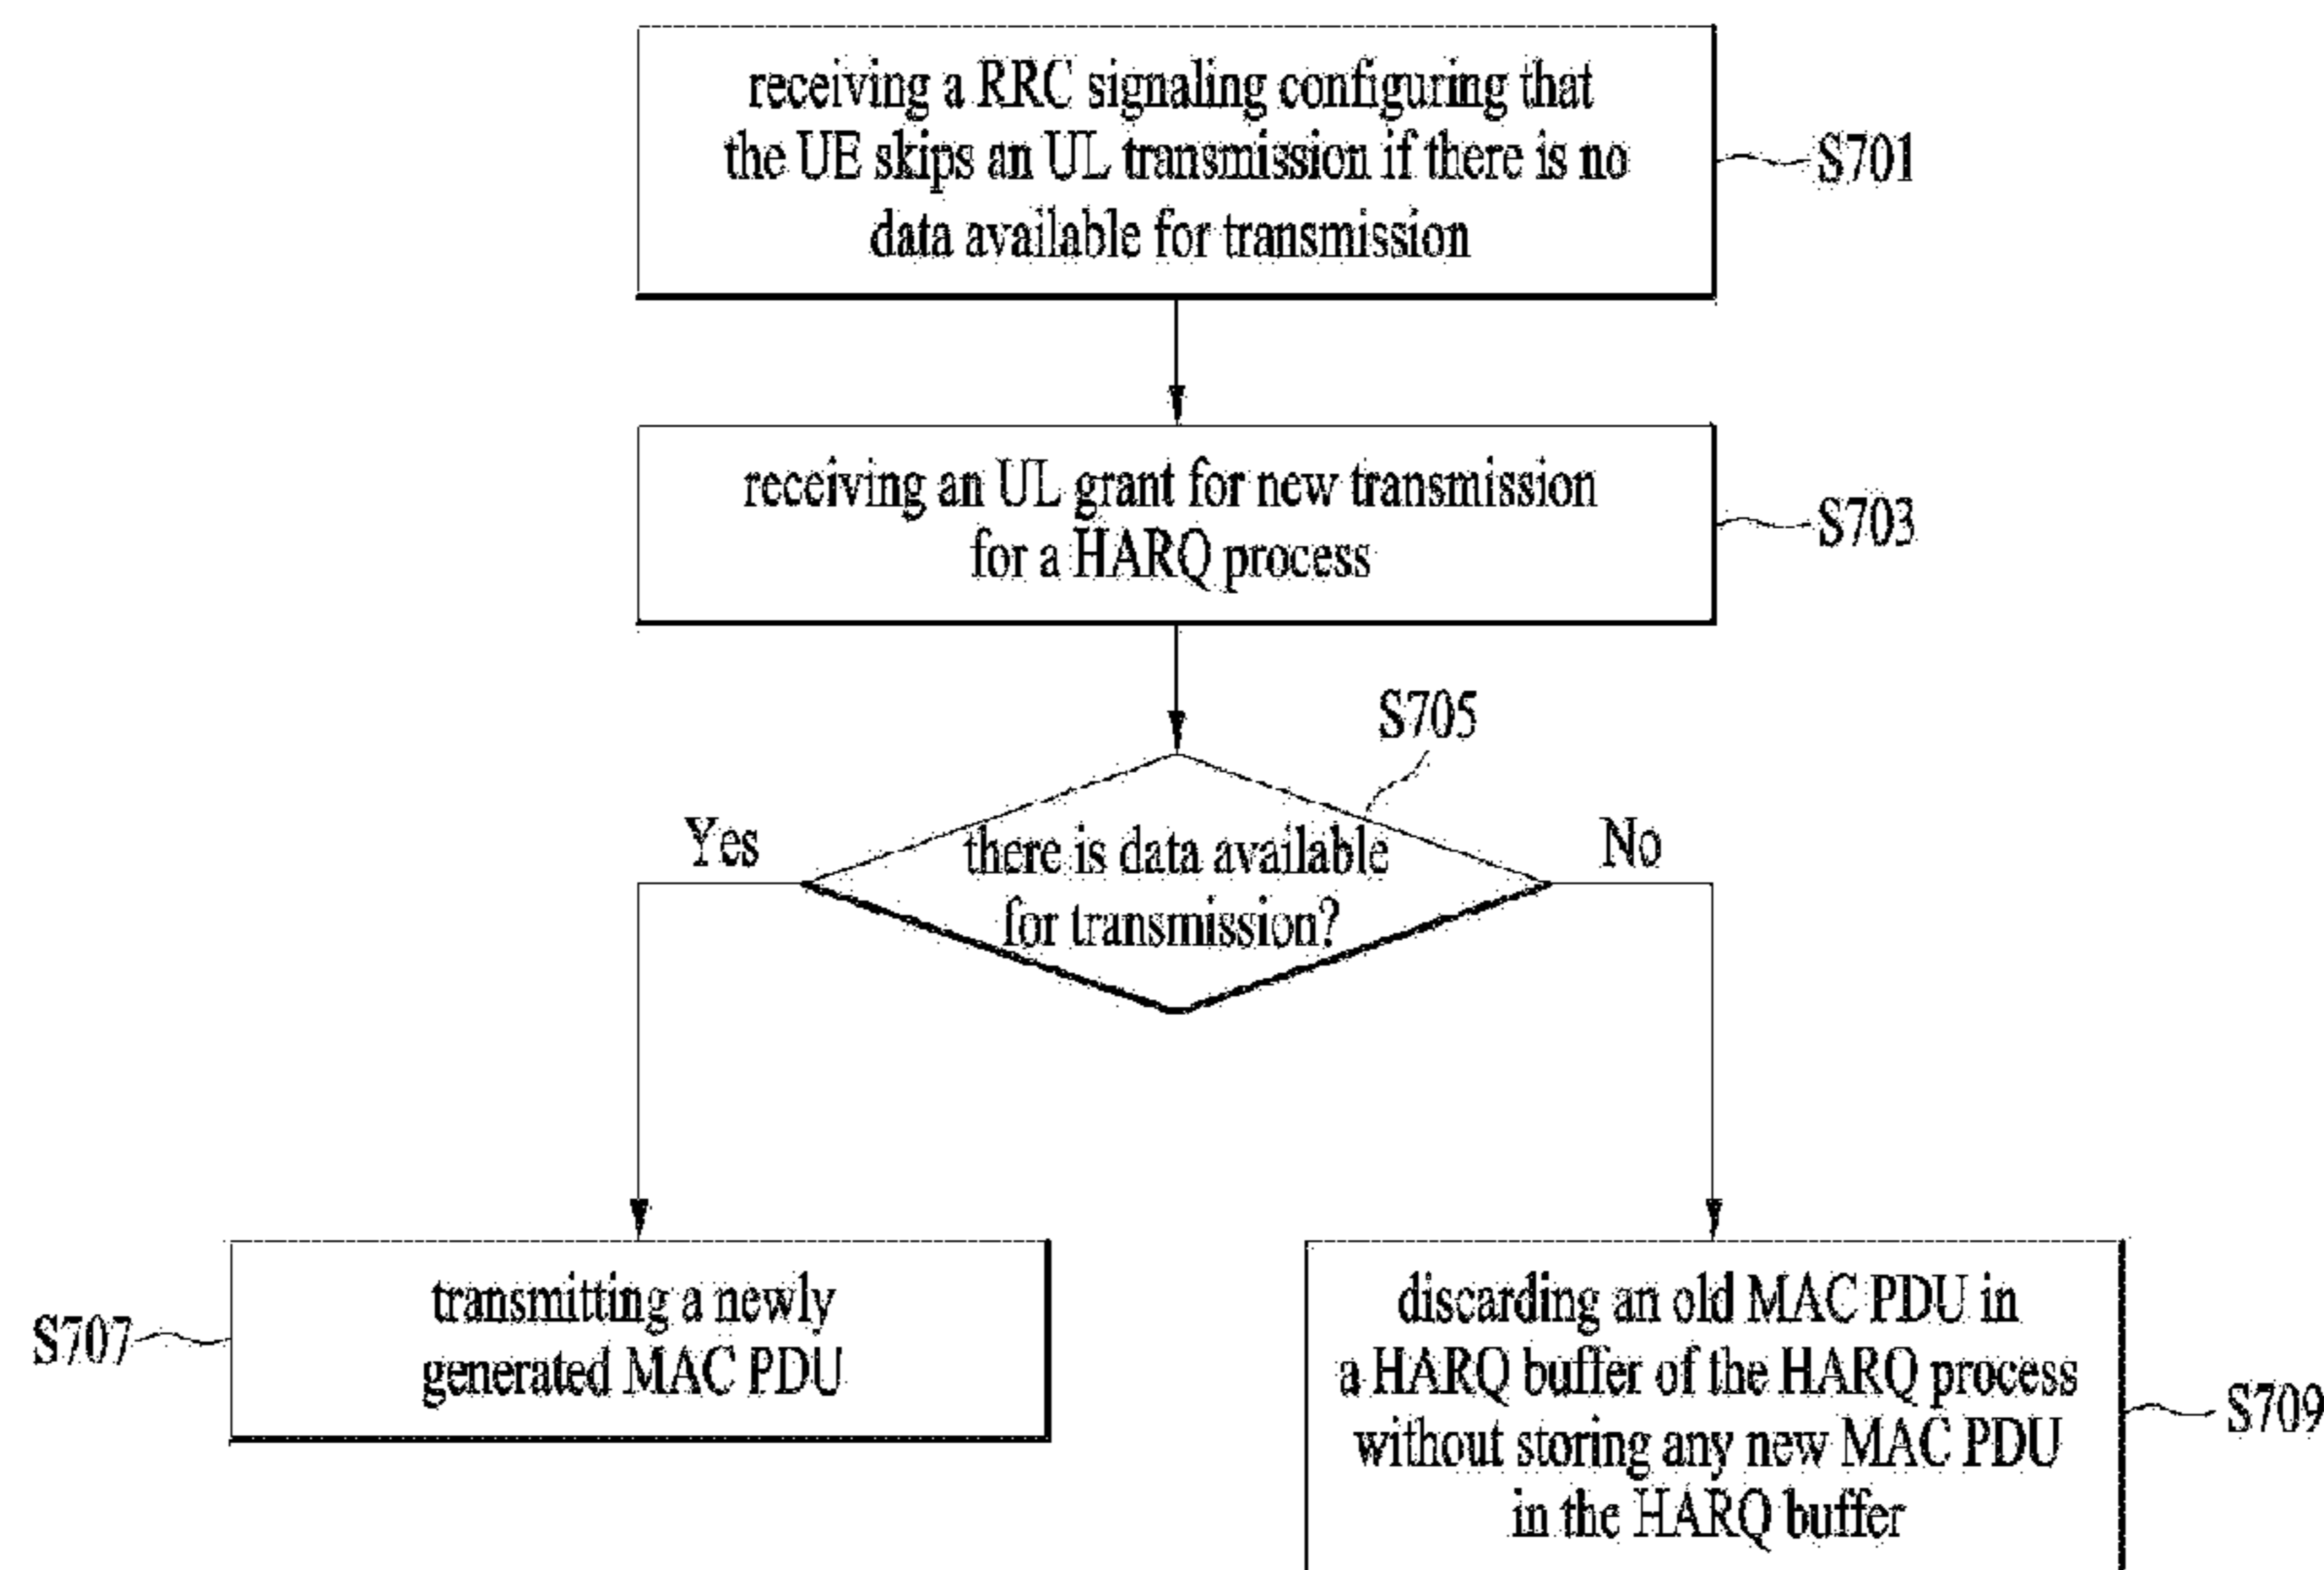 receiving a RRC signaling configuring that
the UE skips an UL transmission if there is no
data available for transmission
S701
receiving an UL grant for new transmission
for a HARQ process
S703
S705
Yes
there is data available
for transmission?
No
S707
transmitting a newly
generated MAC PDU
discarding an old MAC PDU in
a HARQ buffer of the HARQ process
without storing any new MAC PDU
in the HARQ buffer
S709